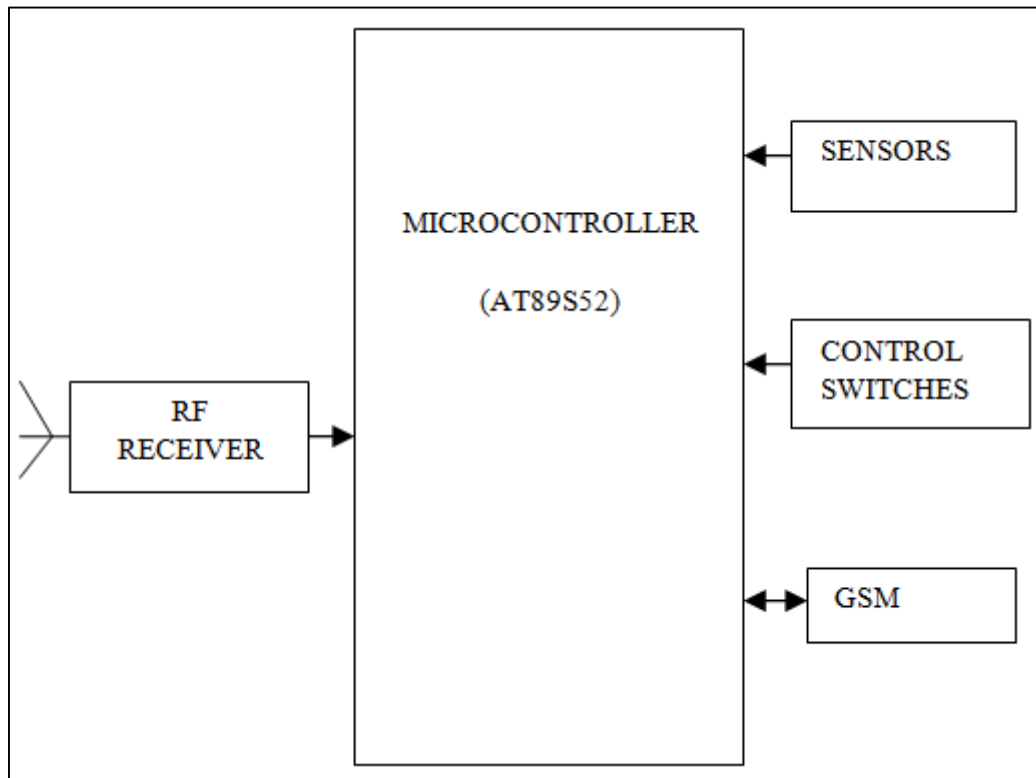 SENSORS
MICROCONTROLLER
(AT89S52)
CONTROL
SWITCHES
RF
RECEIVER
GSM